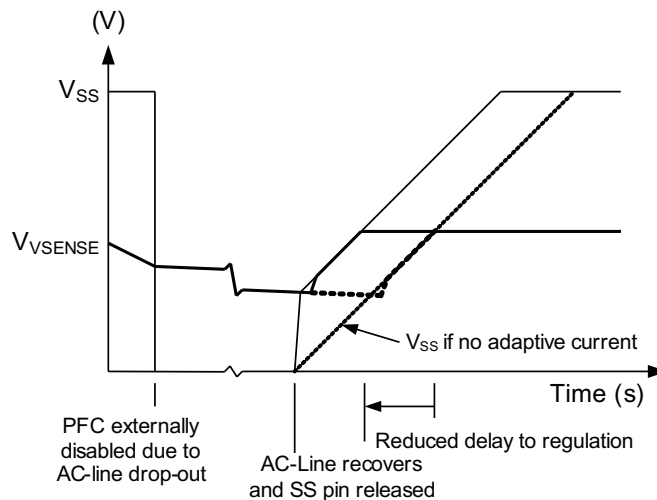 (V)
VSS
VVSENSE
VSS if no adaptive current
Time (s)
PFC externally
disabled due to
AC-line drop-out
AC-Line recovers
and SS pin released
Reduced delay to regulation